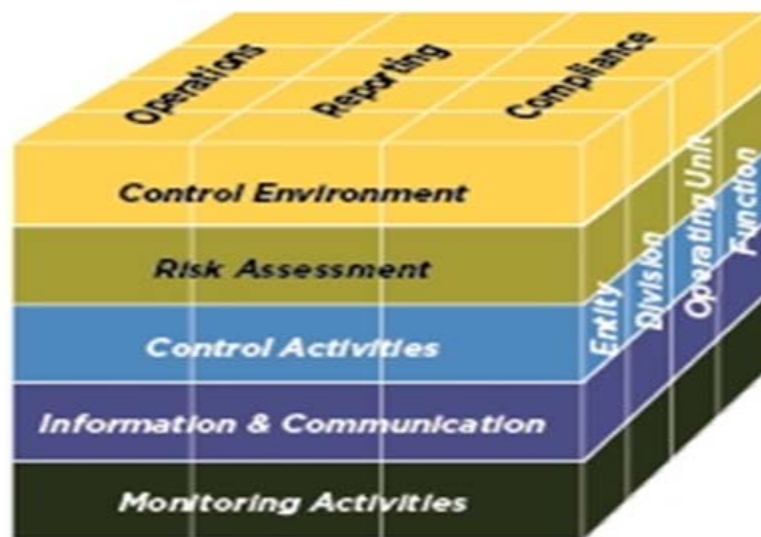 Operations
Reporting
Compliance
Control Environment
Risk Assessment
Control Activities
Information & Communication
Monitoring Activities
Entity
Division
Operating Unit
Function